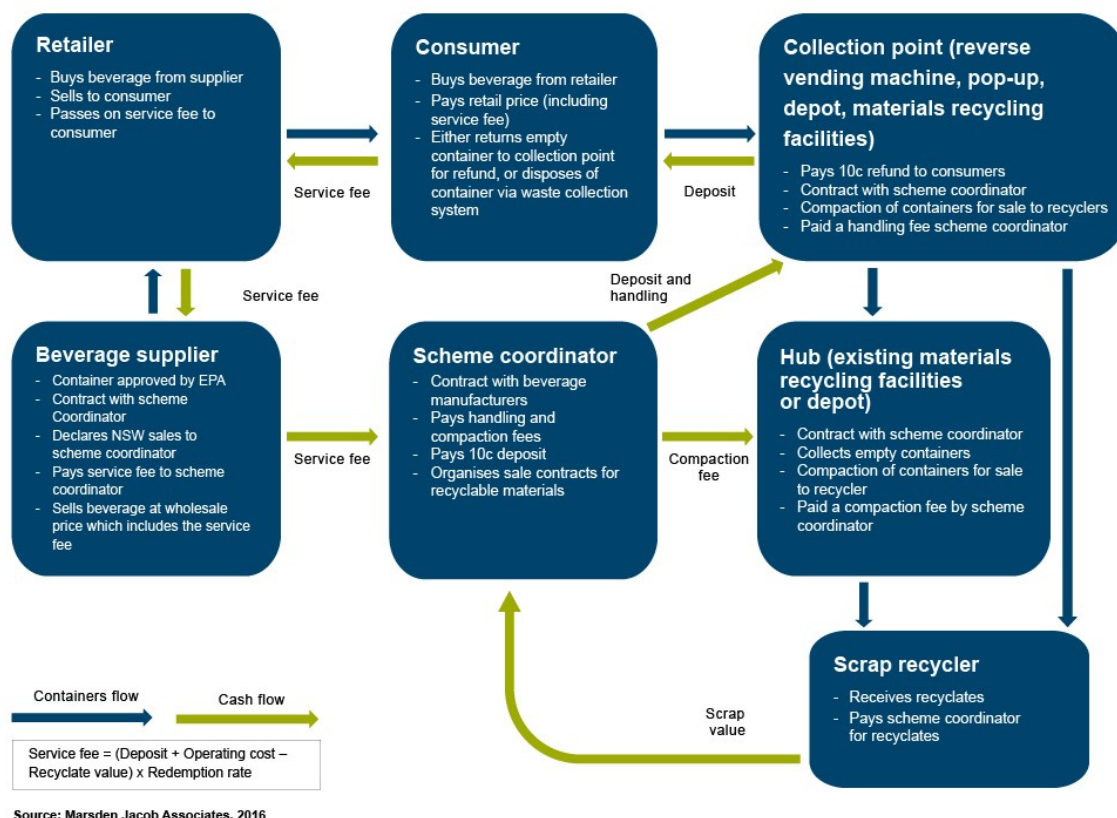 Retailer
- Buys beverage from supplier
- Sells to consumer
- Passes on service fee to
consumer
Consumer
- Buys beverage from retailer
- Pays retail price (including
service fee)
- Either returns empty
container to collection point
for refund, or disposes of
container via waste collection
system
Collection point (reverse
vending machine, pop-up,
depot, materials recycling
facilities)
- Pays 10c refund to consumers
- Contract with scheme coordinator
- Compaction of containers for sale to recyclers
- Paid a handling fee scheme coordinator
Service fee
Deposit
Service fee
Deposit and
handling
Beverage supplier
- Container approved by EPA
- Contract with scheme
Coordinator
- Declares NSW sales to
scheme coordinator
- Pays service fee to scheme
coordinator
- Sells beverage at wholesale
price which includes the service
fee
Service fee
Scheme coordinator
- Contract with beverage
manufacturers
- Pays handling and
compaction fees
- Pays 10c deposit
- Organises sale contracts for
recyclable materials
Compaction
fee
Hub (existing materials
recycling facilities
or depot)
- Contract with scheme coordinator
- Collects empty containers
- Compaction of containers for sale
to recycler
- Paid a compaction fee by scheme
coordinator
Scrap recycler
- Receives recyclates
- Pays scheme coordinator
for recyclates
Scrap
value
Containers flow
Cash flow
Service fee = (Deposit + Operating cost –
Recyclate value) x Redemption rate
Source: Marsden Jacob Associates, 2016